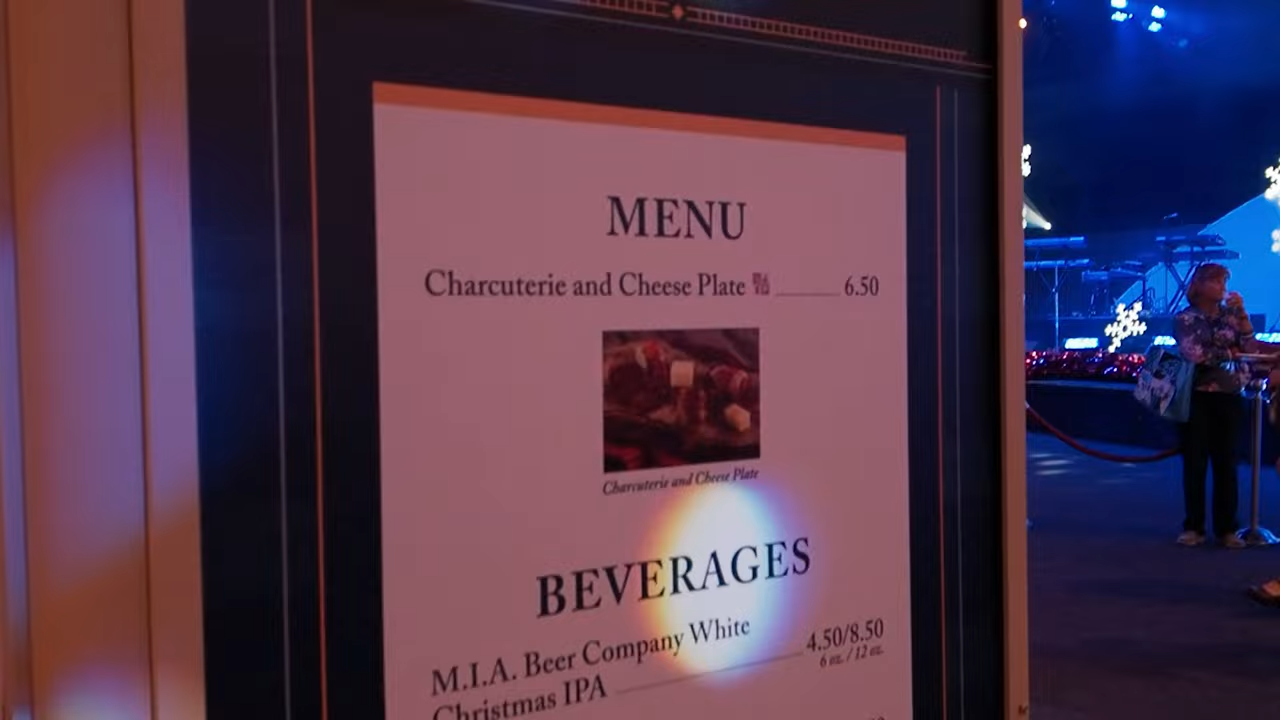 MENU
Charcuterie and Cheese Plate 6.50
Charcuterie and Cheese Plate
BEVERAGES
M.I.A. Beer Company White
Christmas IPA 4.50/8.50
6 oz. / 12 oz.